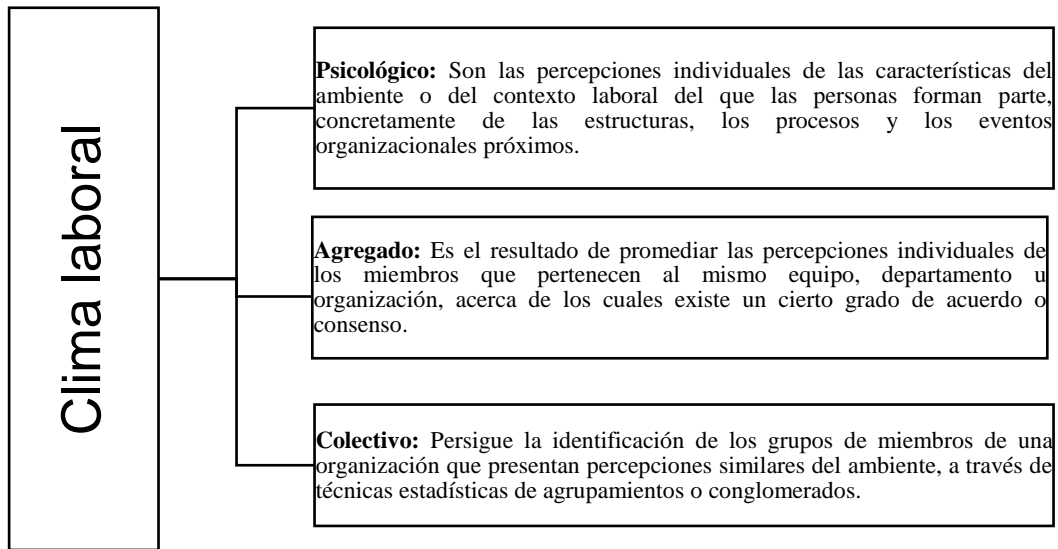 Clima laboral
Psicológico: Son las percepciones individuales de las características del
ambiente o del contexto laboral del que las personas forman parte,
concretamente de las estructuras, los procesos y los eventos
organizacionales próximos.
Agregado: Es el resultado de promediar las percepciones individuales de
los miembros que pertenecen al mismo equipo, departamento u
organización, acerca de los cuales existe un cierto grado de acuerdo o
consenso.
Colectivo: Persigue la identificación de los grupos de miembros de una
organización que presentan percepciones similares del ambiente, a través de
técnicas estadísticas de agrupamientos o conglomerados.